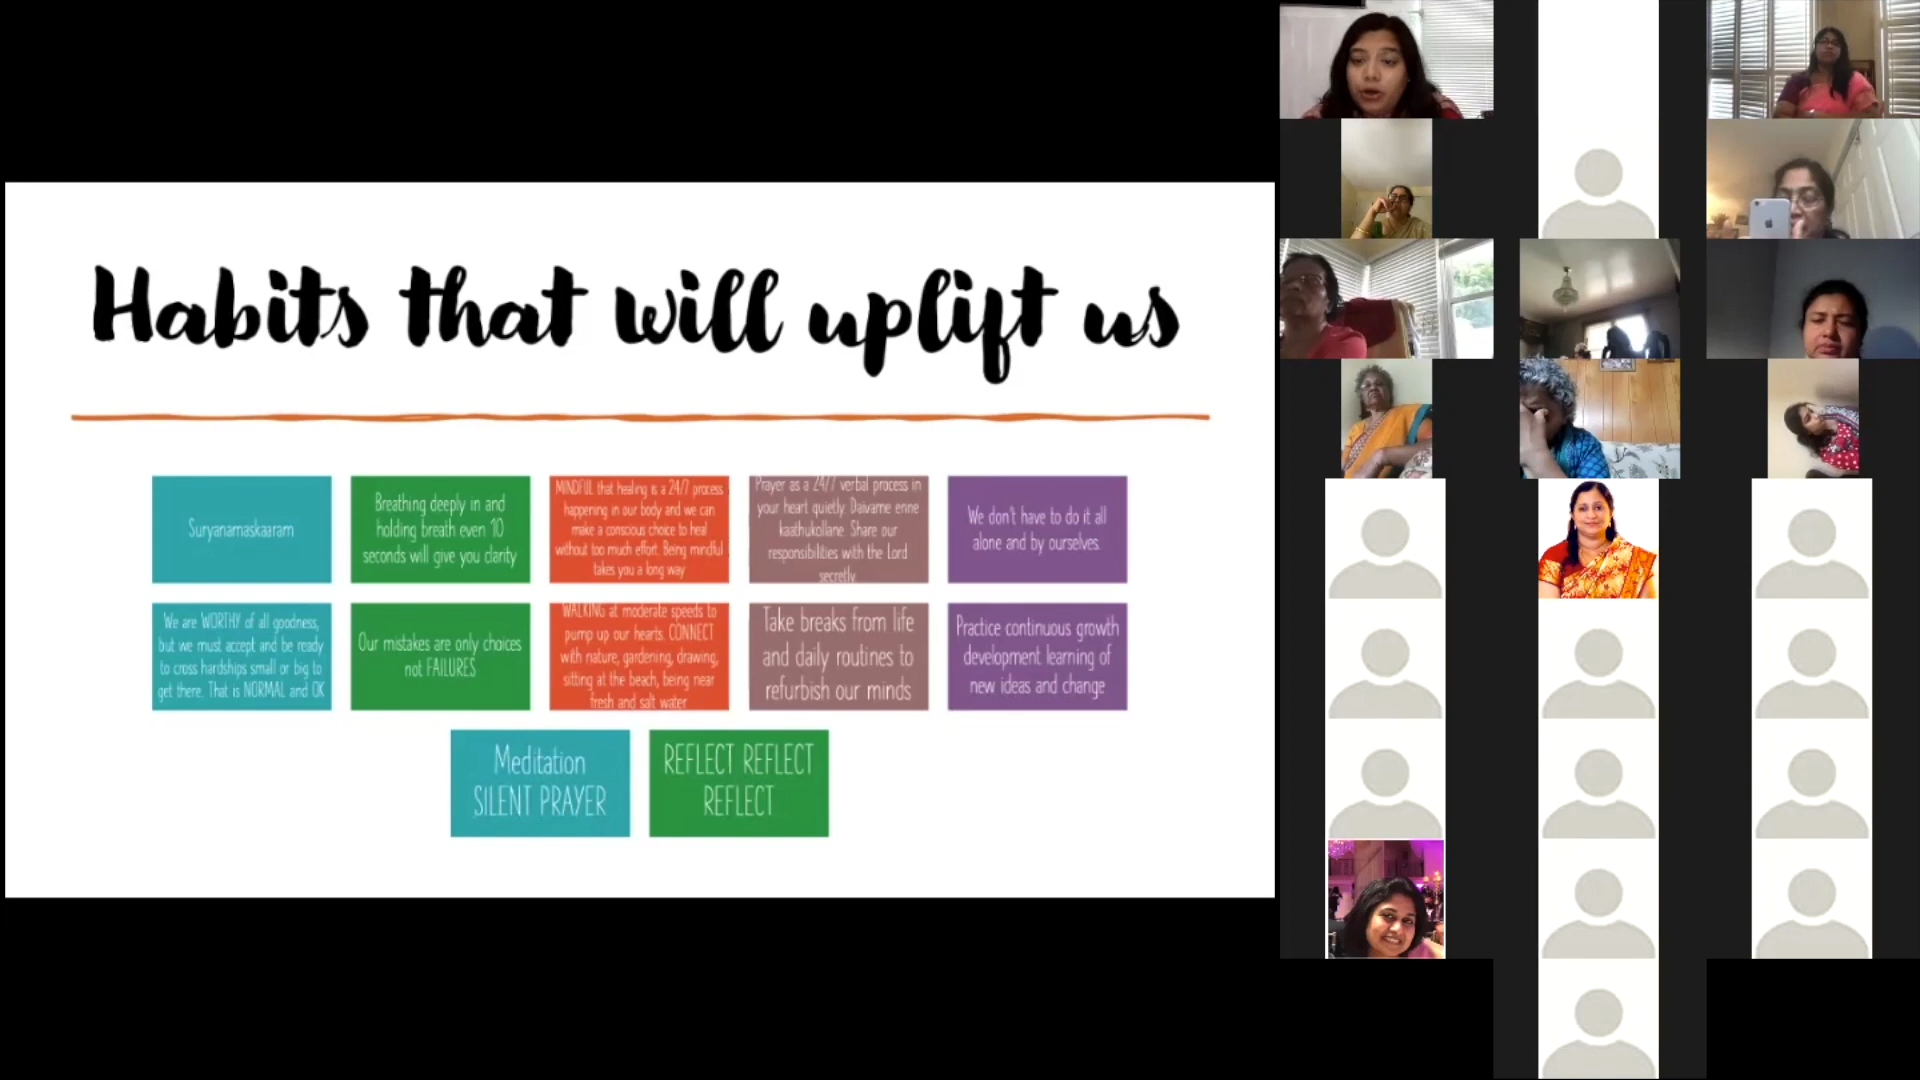 Habits that will uplift us
Suryanamaskaaram
Breathing deeply in and
holding breath even 10
seconds will give you clarity
MINDFUL that healing is a 24/7 process
happening in our body and we can
make a conscious choice to heal
without too much effort. Being mindful
takes you a long way
Prayer as a 24/7 verbal process in
your heart quietly. Daivame enne
kaathukollane. Share our
responsibilities with the Lord
secretly.
We don't have to do it all
alone and by ourselves.
We are WORTHY of all goodness,
but we must accept and be ready
to cross hardships small or big to
get there. That is NORMAL and OK
Our mistakes are only choices
not FAILURES
WALKING at moderate speeds to
pump up our hearts. CONNECT
with nature, gardening, drawing,
sitting at the beach, being near
fresh and salt water
Take breaks from life
and daily routines to
refurbish our minds
Practice continuous growth
development learning of
new ideas and change
Meditation
SILENT PRAYER
REFLECT REFLECT
REFLECT